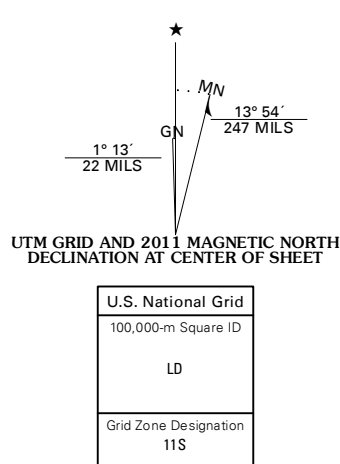 ★
MN
13° 54´
247 MILS
GN
1° 13´
22 MILS
UTM GRID AND 2011 MAGNETIC NORTH
DECLINATION AT CENTER OF SHEET
U.S. National Grid
100,000-m Square ID
LD
Grid Zone Designation
11S